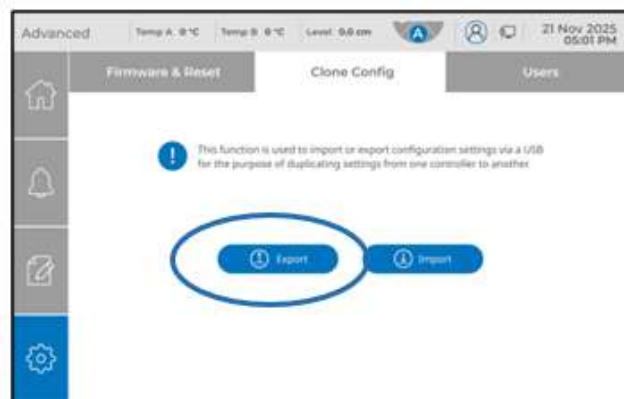 Advanced
Temp A 0 °C Temp B 0 °C Level 0.0 cm A 21 Nov 2025
05:01 PM
Firmware & Reset Clone Config Users
! This function is used to import or export configuration settings via a USB
for the purpose of duplicating settings from one controller to another.
Export Import